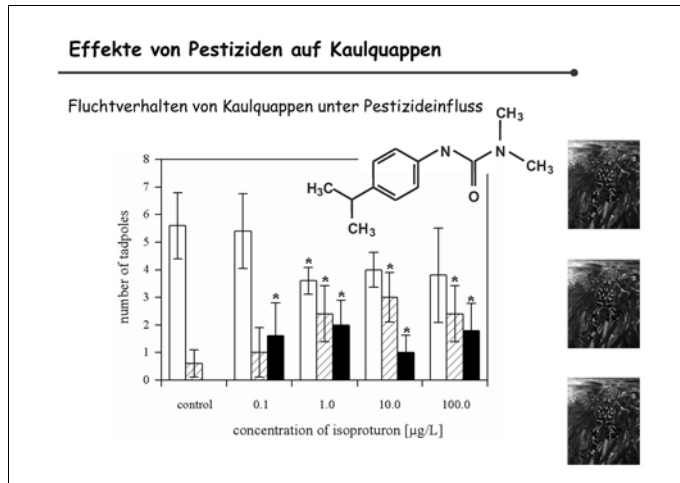 Effekte von Pestiziden auf Kaulquappen
Fluchtverhalten von Kaulquappen unter Pestizideinfluss
CH₃
N
N
CH₃
H₃C
O
CH₃
number of tadpoles
8
7
6
5
4
3
2
1
0
* * * * * * * *
control 0.1 1.0 10.0 100.0
concentration of isoproturon [µg/L]